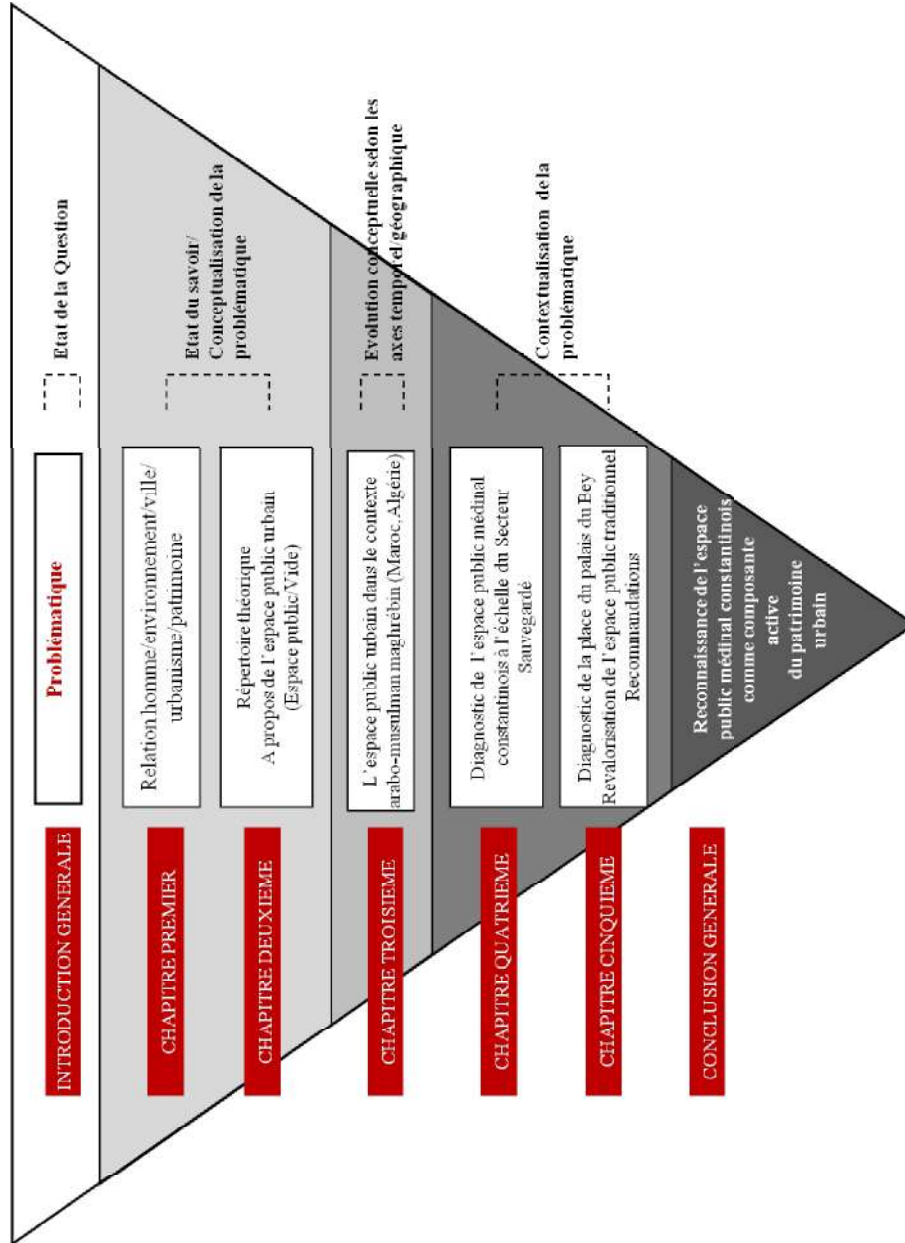 INTRODUCTION GENERALE
Problématique
Etat de la Question
CHAPITRE PREMIER
Relation homme/environnement/ville/
urbanisme/patimoine
CHAPITRE DEUXIEME
Répertoire théorique
A propos de l'espace public urbain
(Espace public/Vide)
Etat du savoir/
Conceptualisation de la
problématique
CHAPITRE TROISIEME
L'espace public urbain dans le contexte
arabo-musulman maghrébin (Maroc, Algérie)
Evolution conceptuelle selon les
axes temporel/géographique
CHAPITRE QUATRIEME
Diagnostic de l'espace public médinal
constantinois à l'échelle du Secteur
Sauvegardé
CHAPITRE CINQUIEME
Diagnostic de la place du palais du Bey
Revalorisation de l'espace public traditionnel
Recommandations
Contextualisation de la
problématique
CONCLUSION GENERALE
Reconnaissance de l'espace
public médinal constantinois
comme composante
active
du patrimoine
urbain